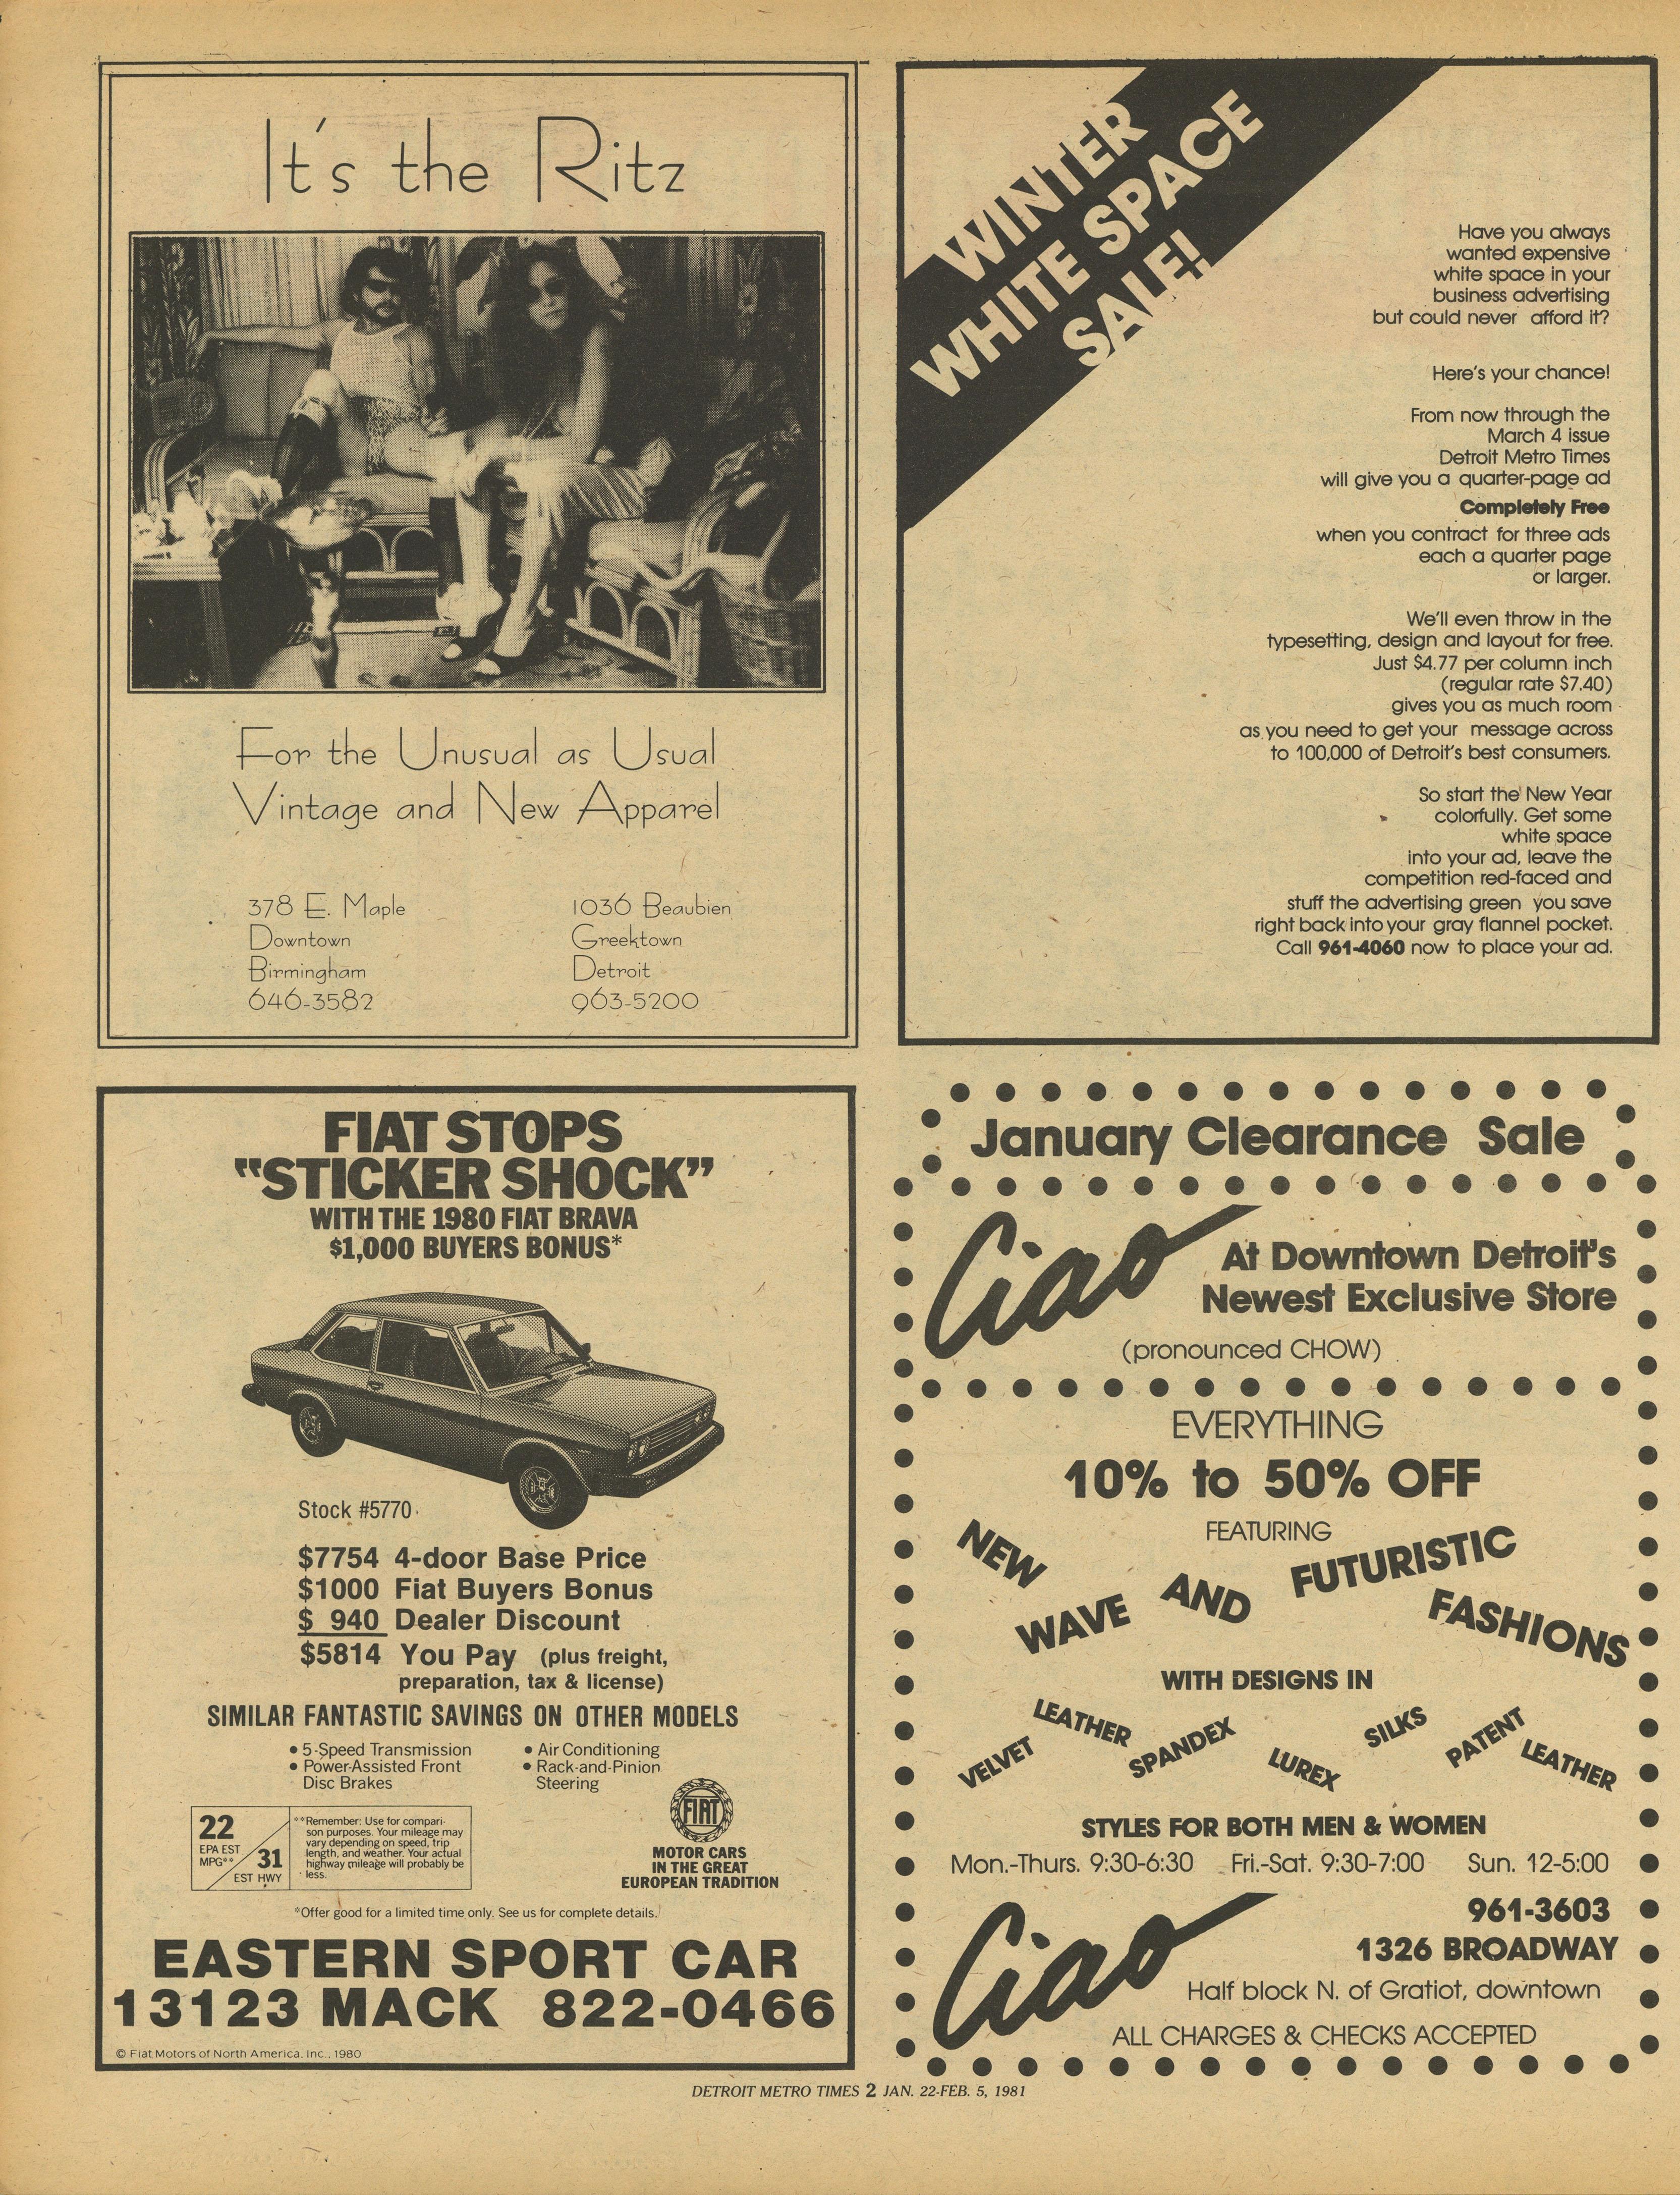 It's the Ritz
For the Unusual as Usual
Vintage and New Apparel
378 E. Maple
Downtown
Birmingham
646-3582
1036 Beaubien
Greektown
Detroit
963-5200
WINTER
WHITE SPACE
SALE!
Have you always
wanted expensive
white space in your
business advertising
but could never afford it?
Here's your chance!
From now through the
March 4 issue
Detroit Metro Times
will give you a quarter-page ad
Completely Free
when you contract for three ads
each a quarter page
or larger.
We'll even throw in the
typesetting, design and layout for free.
Just $4.77 per column inch
(regular rate $7.40)
gives you as much room
as you need to get your message across
to 100,000 of Detroit's best consumers.
So start the New Year
colorfully. Get some
white space
into your ad, leave the
competition red-faced and
stuff the advertising green you save
right back into your gray flannel pocket.
Call 961-4060 now to place your ad.
FIAT STOPS
"STICKER SHOCK"
WITH THE 1980 FIAT BRAVA
$1,000 BUYERS BONUS*
Stock #5770
$7754 4-door Base Price
$1000 Fiat Buyers Bonus
$ 940 Dealer Discount
$5814 You Pay (plus freight,
preparation, tax & license)
SIMILAR FANTASTIC SAVINGS ON OTHER MODELS
• 5-Speed Transmission
• Power-Assisted Front
Disc Brakes
• Air Conditioning
• Rack-and-Pinion
Steering
22
EPA EST
MPG**
31
EST HWY
**Remember: Use for compari-
son purposes. Your mileage may
vary depending on speed, trip
length, and weather. Your actual
highway mileage will probably be
less.
FIAT
MOTOR CARS
IN THE GREAT
EUROPEAN TRADITION
*Offer good for a limited time only. See us for complete details.
EASTERN SPORT CAR
13123 MACK 822-0466
© Fiat Motors of North America, Inc., 1980
January Clearance Sale
Ciao
At Downtown Detroit's
Newest Exclusive Store
(pronounced CHOW)
EVERYTHING
10% to 50% OFF
FEATURING
NEW
WAVE
AND
FUTURISTIC
FASHIONS
WITH DESIGNS IN
VELVET
LEATHER
SPANDEX
LUREX
SILKS
PATENT
LEATHER
STYLES FOR BOTH MEN & WOMEN
Mon.-Thurs. 9:30-6:30 Fri.-Sat. 9:30-7:00 Sun. 12-5:00
Ciao
961-3603
1326 BROADWAY
Half block N. of Gratiot, downtown
ALL CHARGES & CHECKS ACCEPTED
DETROIT METRO TIMES 2 JAN. 22-FEB. 5, 1981